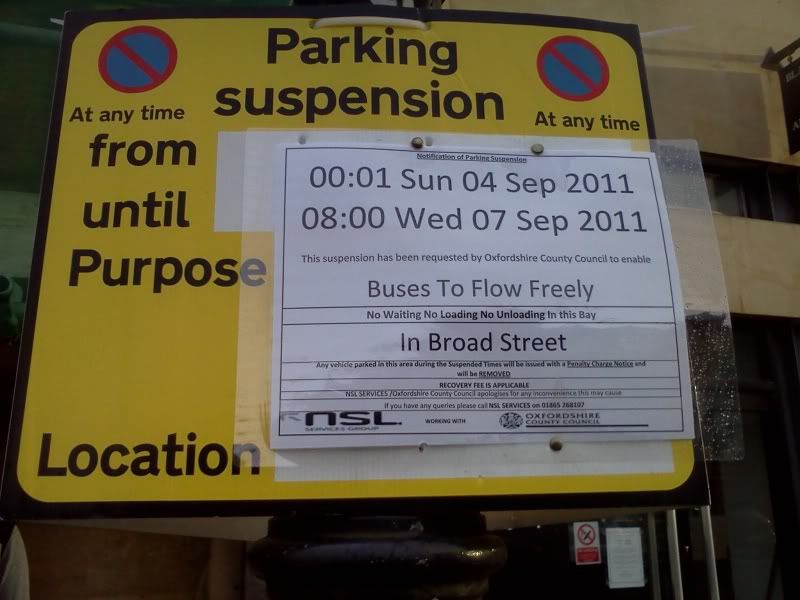 Parking
suspension
At any time
At any time
from
until
Purpose
Location
Notification of Parking Suspension
00:01 Sun 04 Sep 2011
08:00 Wed 07 Sep 2011
This suspension has been requested by Oxfordshire County Council to enable
Buses To Flow Freely
No Waiting No Loading No Unloading In this Bay
In Broad Street
Any vehicle parked in this area during the Suspended Times will be issued with a Penalty Charge Notice and
will be REMOVED
RECOVERY FEE IS APPLICABLE
NSL SERVICES /Oxfordshire County Council apologises for any inconvenience this may cause
If you have any queries please call NSL SERVICES on 01865 268107
NSL
SERVICES GROUP
WORKING WITH
OXFORDSHIRE
COUNTY COUNCIL